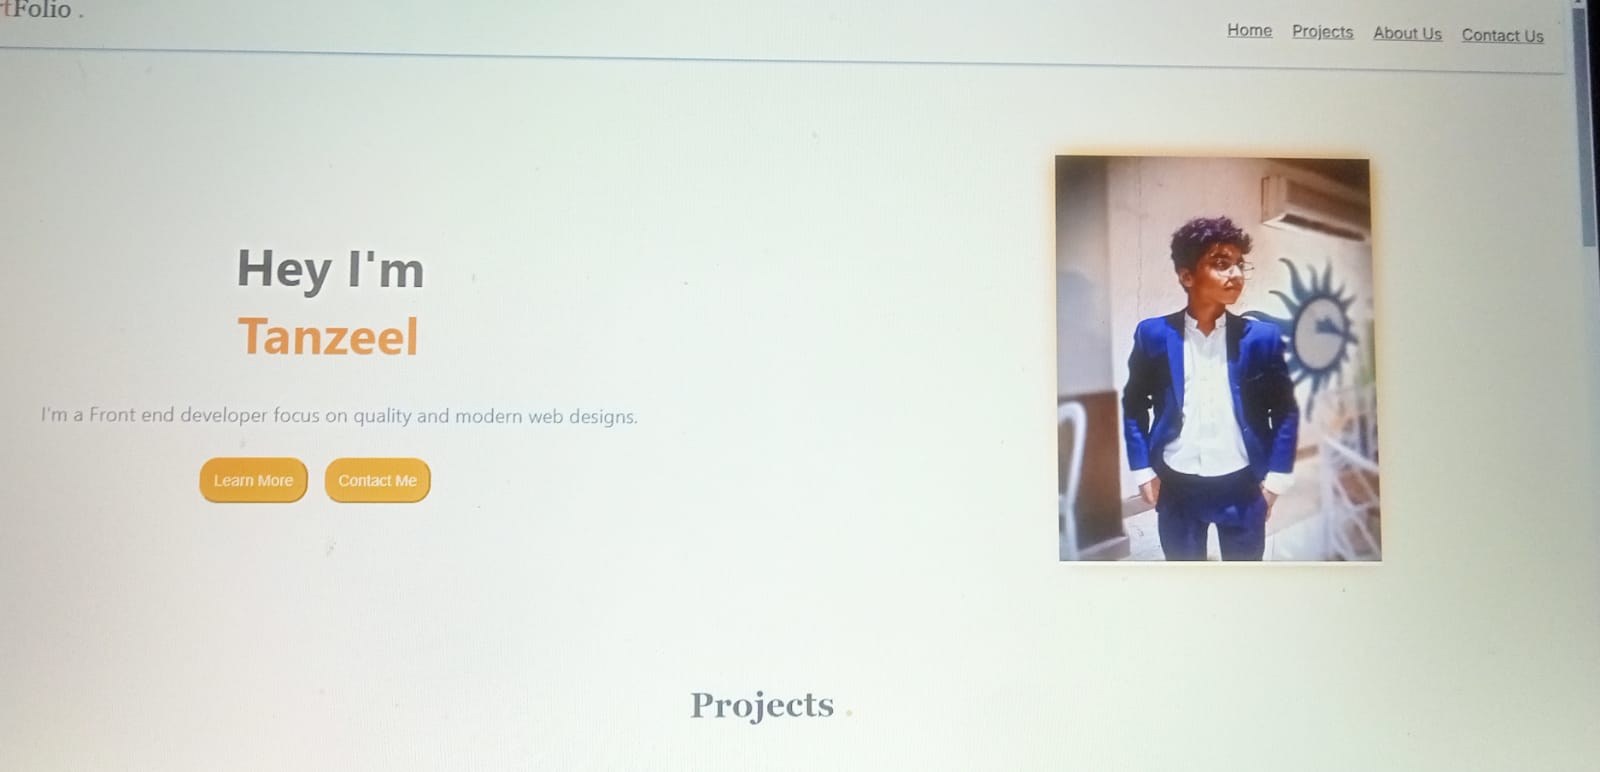 tFolio .
Home Projects About Us Contact Us
Hey I'm
Tanzeel
I'm a Front end developer focus on quality and modern web designs.
Learn More Contact Me
Projects .